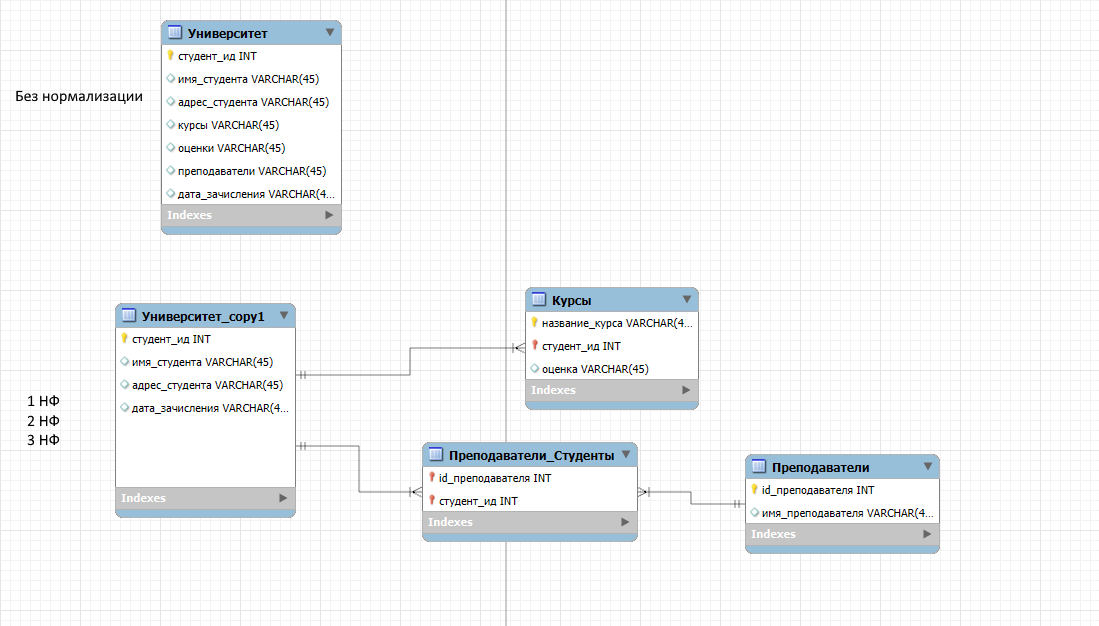 Университет
студент_ид INT
имя_студента VARCHAR(45)
адрес_студента VARCHAR(45)
курсы VARCHAR(45)
оценки VARCHAR(45)
преподаватели VARCHAR(45)
дата_зачисления VARCHAR(4...
Indexes
Без нормализации
Университет_copy1
студент_ид INT
имя_студента VARCHAR(45)
адрес_студента VARCHAR(45)
дата_зачисления VARCHAR(4...
Indexes
1 НФ
2 НФ
3 НФ
Курсы
название_курса VARCHAR(4...
студент_ид INT
оценка VARCHAR(45)
Indexes
Преподаватели_Студенты
id_преподавателя INT
студент_ид INT
Indexes
Преподаватели
id_преподавателя INT
имя_преподавателя VARCHAR(4...
Indexes